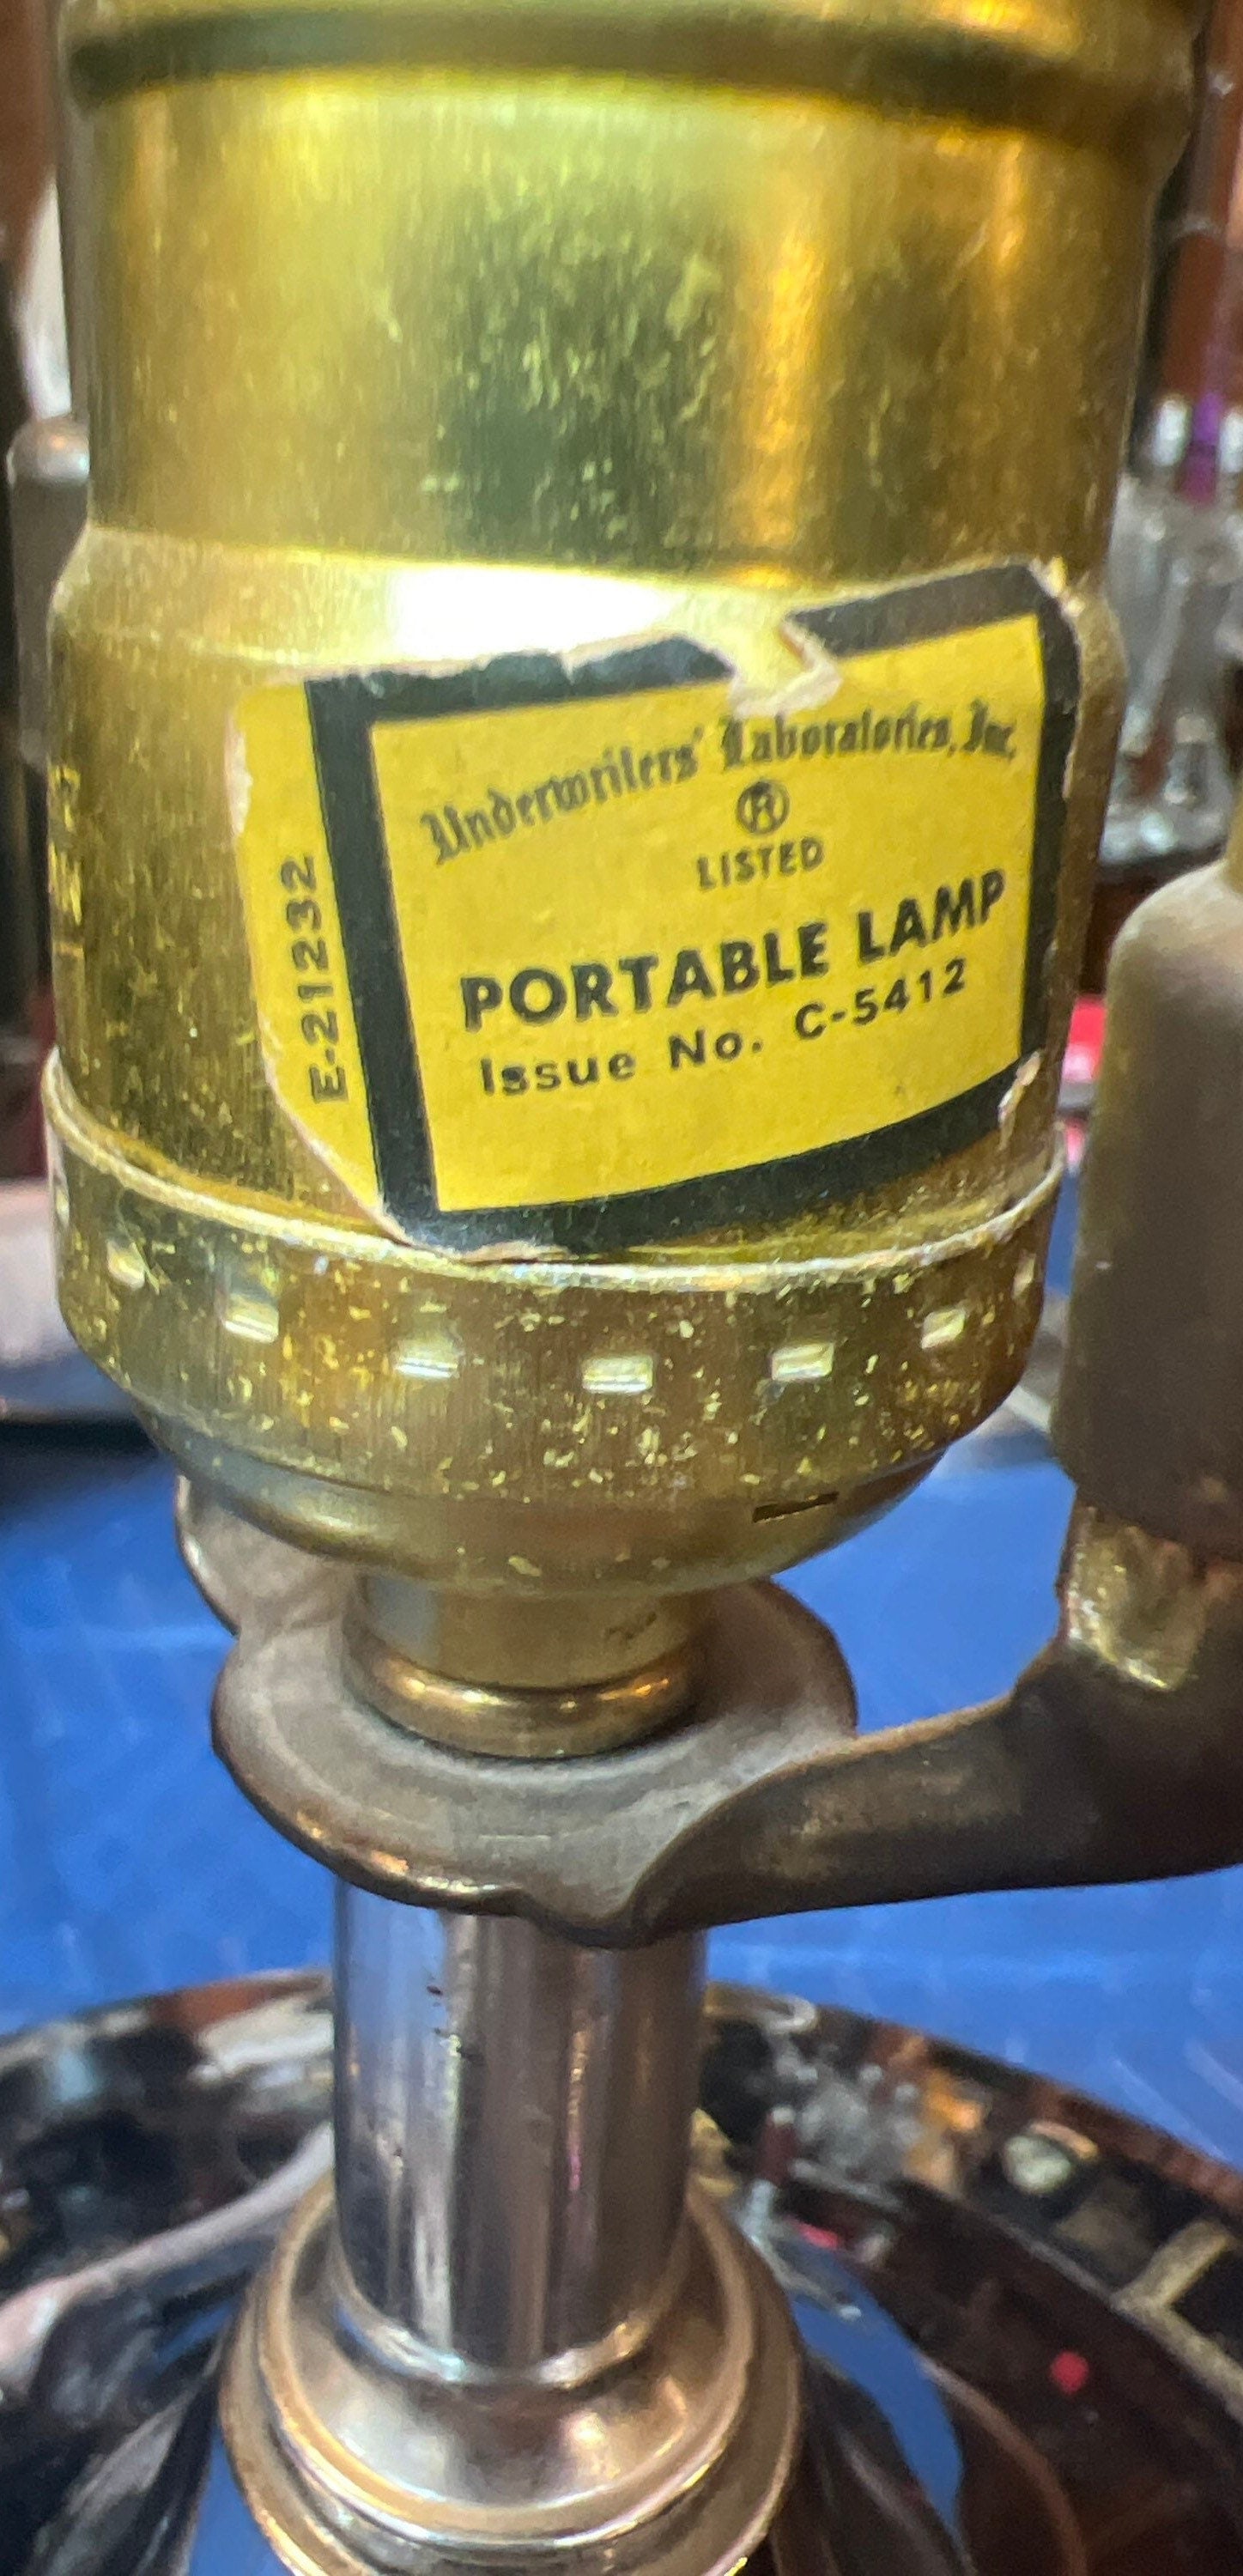 E-21232
Underwriters' Laboratories, Inc.
®
LISTED
PORTABLE LAMP
Issue No. C-5412